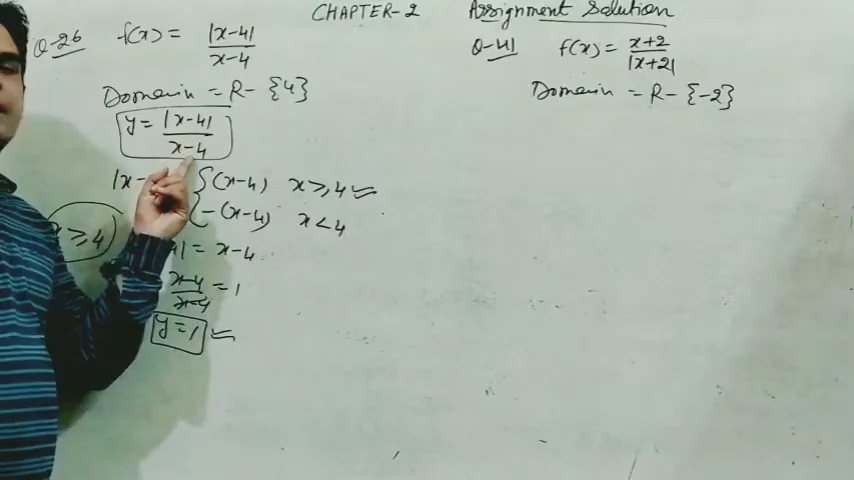 CHAPTER-2 Assignment Solution
Q-26 f(x) = |x-4| / x-4
Domain = R- {4}
y = |x-4| / x-4
|x- { (x-4) x ≥ 4
-(x-4) x < 4
x ≥ 4
4| = x-4
x-4 / x-4 = 1
y = 1
Q-41 f(x) = x+2 / |x+2|
Domain = R- {-2}